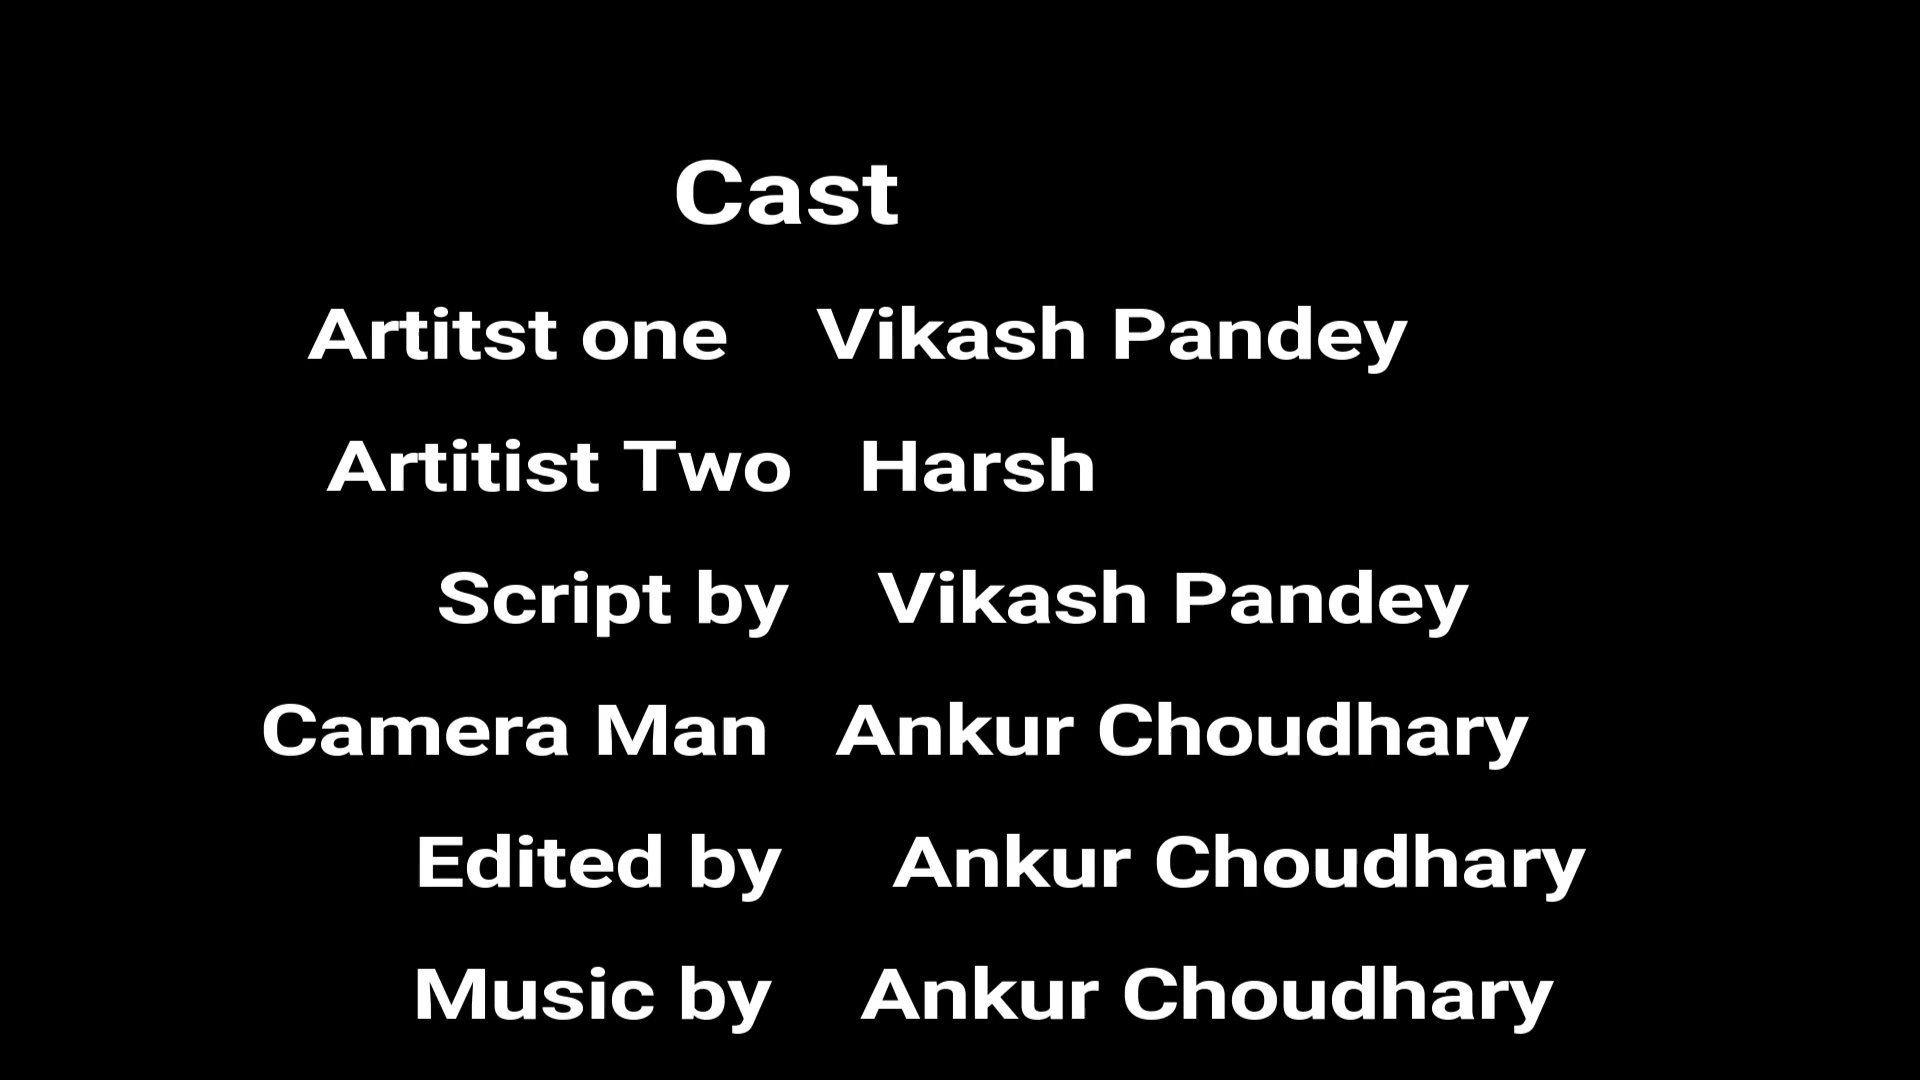 Cast
Artitst one Vikash Pandey
Artitist Two Harsh
Script by Vikash Pandey
Camera Man Ankur Choudhary
Edited by Ankur Choudhary
Music by Ankur Choudhary